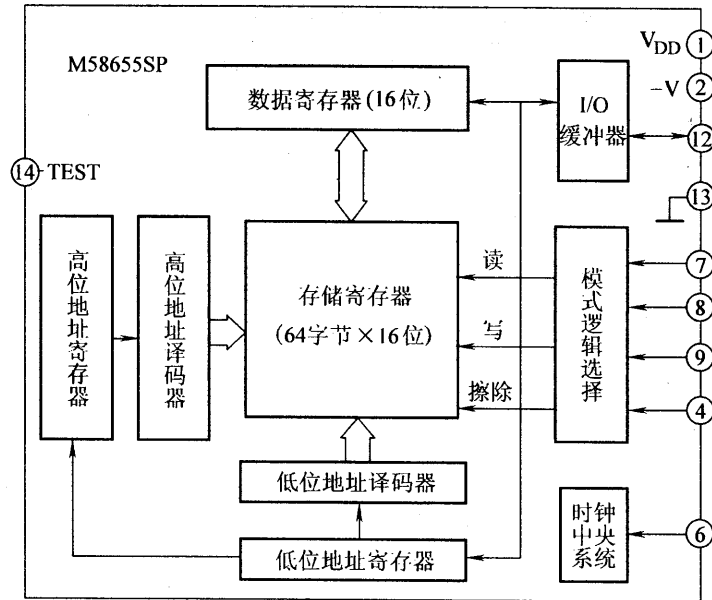 M58655SP
V_DD ①
-V ②
数据寄存器(16位)
I/O
缓冲器
⑫
⑭ TEST
⑬
高位地址寄存器
高位地址译码器
存储寄存器
(64字节×16位)
读
写
擦除
模式逻辑选择
⑦
⑧
⑨
④
低位地址译码器
低位地址寄存器
时钟
中央
系统
⑥